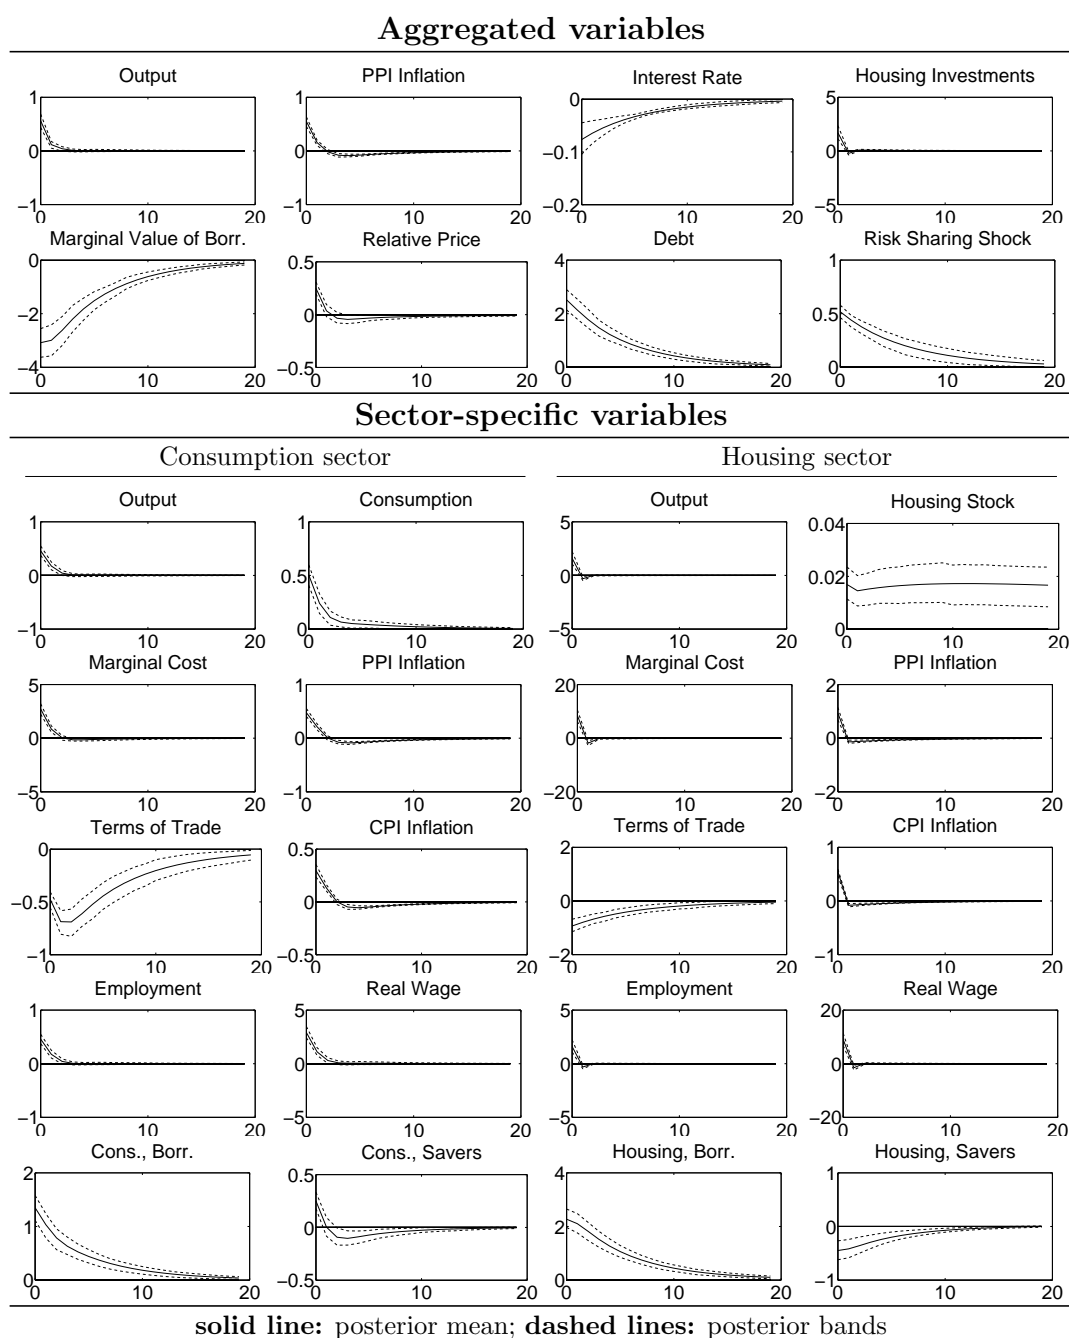 Aggregated variables
Output
PPI Inflation
Interest Rate
Housing Investments
1
0
−1
0 10 20
1
0
−1
0 10 20
0
−0.1
−0.2
0 10 20
5
0
−5
0 10 20
Marginal Value of Borr.
Relative Price
Debt
Risk Sharing Shock
0
−2
−4
0 10 20
0.5
0
−0.5
0 10 20
4
2
0
0 10 20
1
0.5
0
0 10 20
Sector-specific variables
Consumption sector
Housing sector
Output
Consumption
Output
Housing Stock
1
0
−1
0 10 20
1
0.5
0
0 10 20
5
0
−5
0 10 20
0.04
0.02
0
0 10 20
Marginal Cost
PPI Inflation
Marginal Cost
PPI Inflation
5
0
−5
0 10 20
1
0
−1
0 10 20
20
0
−20
0 10 20
2
0
−2
0 10 20
Terms of Trade
CPI Inflation
Terms of Trade
CPI Inflation
0
−0.5
−1
0 10 20
0.5
0
−0.5
0 10 20
2
0
−2
0 10 20
1
0
−1
0 10 20
Employment
Real Wage
Employment
Real Wage
1
0
−1
0 10 20
5
0
−5
0 10 20
5
0
−5
0 10 20
20
0
−20
0 10 20
Cons., Borr.
Cons., Savers
Housing, Borr.
Housing, Savers
2
1
0
0 10 20
0.5
0
−0.5
0 10 20
4
2
0
0 10 20
1
0
−1
0 10 20
solid line: posterior mean; dashed lines: posterior bands